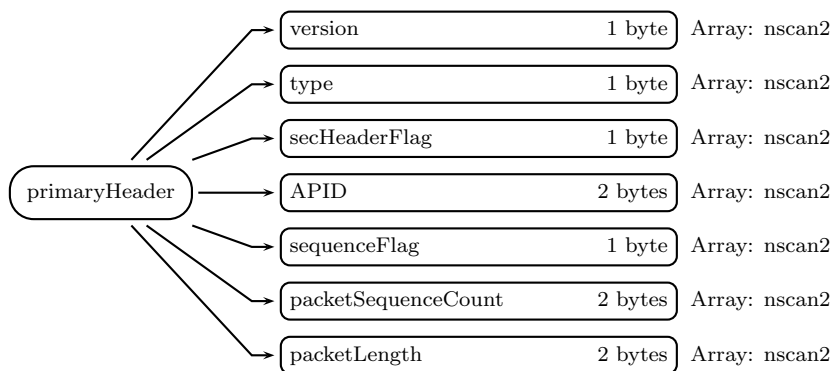 version 1 byte Array: nscan2
type 1 byte Array: nscan2
secHeaderFlag 1 byte Array: nscan2
primaryHeader APID 2 bytes Array: nscan2
sequenceFlag 1 byte Array: nscan2
packetSequenceCount 2 bytes Array: nscan2
packetLength 2 bytes Array: nscan2